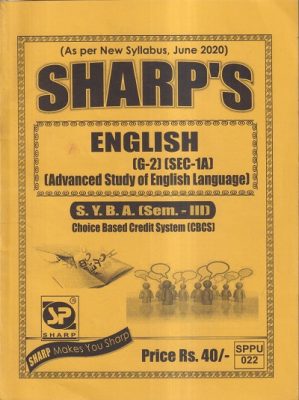 (As per New Syllabus, June 2020)
SHARP'S
ENGLISH
(G-2) (SEC-1A)
(Advanced Study of English Language)
S. Y. B. A. (Sem. - III)
Choice Based Credit System (CBCS)
SP
SHARP
SHARP Makes You Sharp
Price Rs. 40/-
SPPU
022